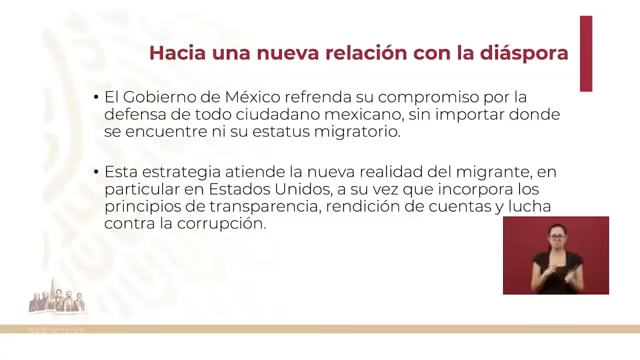 Hacia una nueva relación con la diáspora
• El Gobierno de México refrenda su compromiso por la
defensa de todo ciudadano mexicano, sin importar donde
se encuentre ni su estatus migratorio.
• Esta estrategia atiende la nueva realidad del migrante, en
particular en Estados Unidos, a su vez que incorpora los
principios de transparencia, rendición de cuentas y lucha
contra la corrupción.
MÉXICO